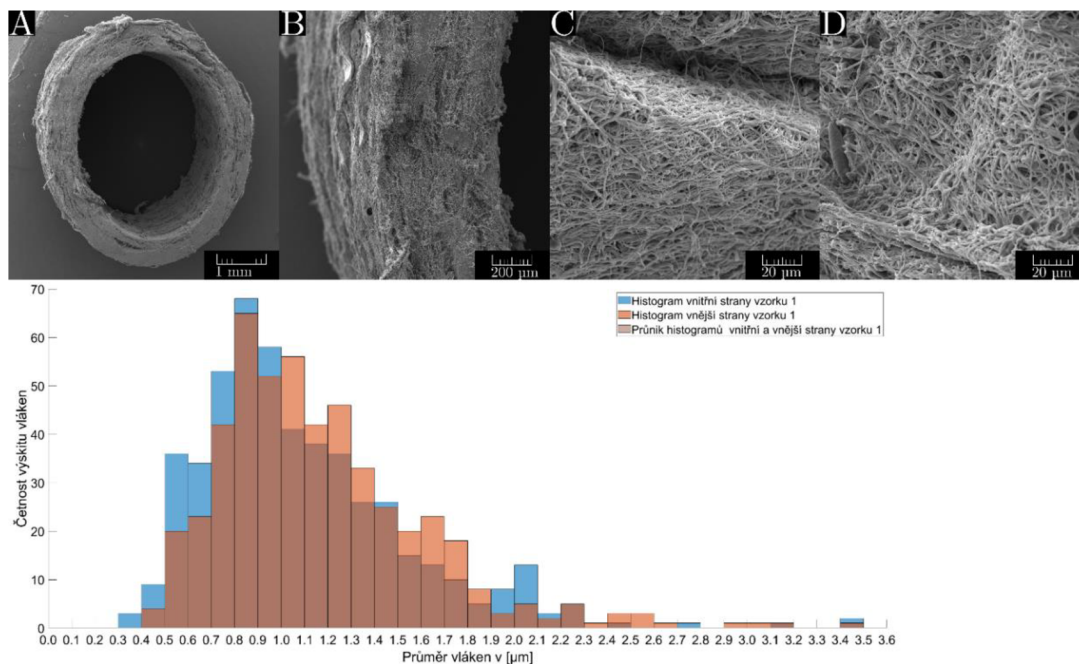 A
B
C
D
1 mm
200 µm
20 µm
20 µm
70
60
50
40
30
20
10
0
Četnost výskitu vláken
Histogram vnitřní strany vzorku 1
Histogram vnější strany vzorku 1
Průnik histogramů vnitřní a vnější strany vzorku 1
0.0 0.1 0.2 0.3 0.4 0.5 0.6 0.7 0.8 0.9 1.0 1.1 1.2 1.3 1.4 1.5 1.6 1.7 1.8 1.9 2.0 2.1 2.2 2.3 2.4 2.5 2.6 2.7 2.8 2.9 3.0 3.1 3.2 3.3 3.4 3.5 3.6
Průměr vláken v [µm]